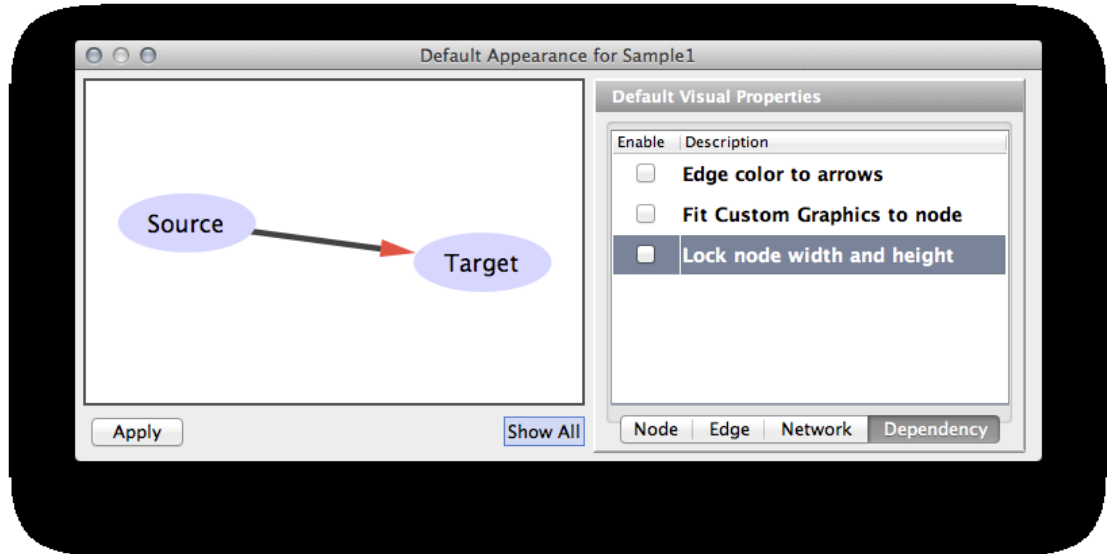 Default Appearance for Sample1
Source
Target
Apply
Show All
Default Visual Properties
Enable Description
Edge color to arrows
Fit Custom Graphics to node
Lock node width and height
Node Edge Network Dependency